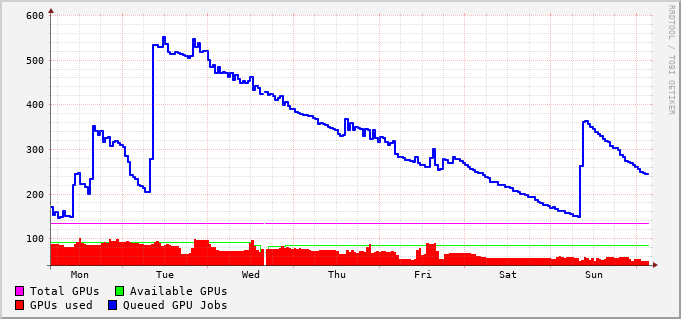 600
500
400
300
200
100
Mon Tue Wed Thu Fri Sat Sun
Total GPUs Available GPUs
GPUs used Queued GPU Jobs
RRDTOOL / TOBI OETIKER